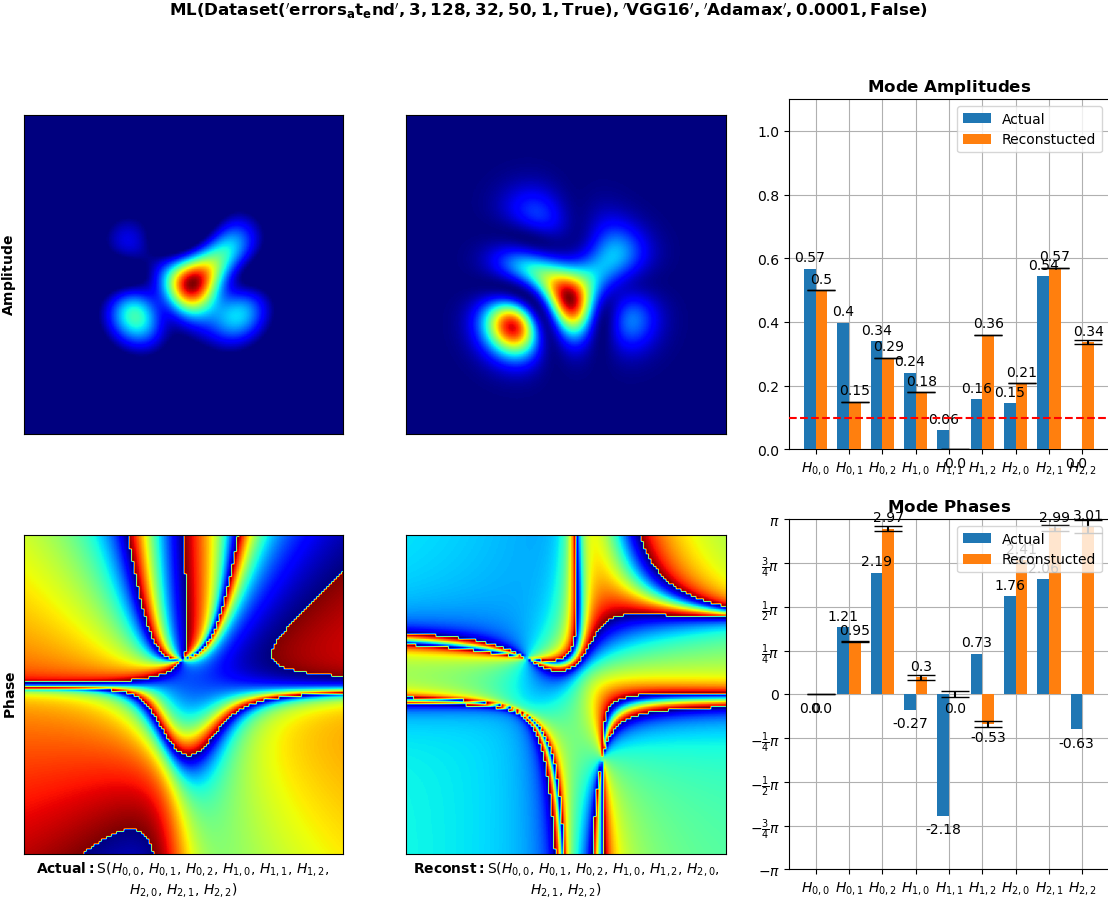 ML(Dataset('errors_at_end', 3, 128, 32, 50, 1, True), 'VGG16', 'Adamax', 0.0001, False)
Amplitude
Mode Amplitudes
Actual
Reconstucted
1.0
0.8
0.6
0.4
0.2
0.0
0.57
0.5
0.4
0.15
0.34
0.29
0.24
0.18
0.06
0.0
0.16
0.36
0.15
0.21
0.54
0.57
0.0
0.34
H0,0 H0,1 H0,2 H1,0 H1,1 H1,2 H2,0 H2,1 H2,2
Phase
Mode Phases
Actual
Reconstucted
π
3/4π
1/2π
1/4π
0
−1/4π
−1/2π
−3/4π
−π
0.0
0.0
1.21
0.95
2.19
2.97
-0.27
0.3
-2.18
0.0
0.73
-0.53
1.76
2.41
2.99
-0.63
3.01
H0,0 H0,1 H0,2 H1,0 H1,1 H1,2 H2,0 H2,1 H2,2
Actual: S(H0,0, H0,1, H0,2, H1,0, H1,1, H1,2,
H2,0, H2,1, H2,2)
Reconst: S(H0,0, H0,1, H0,2, H1,0, H1,2, H2,0,
H2,1, H2,2)